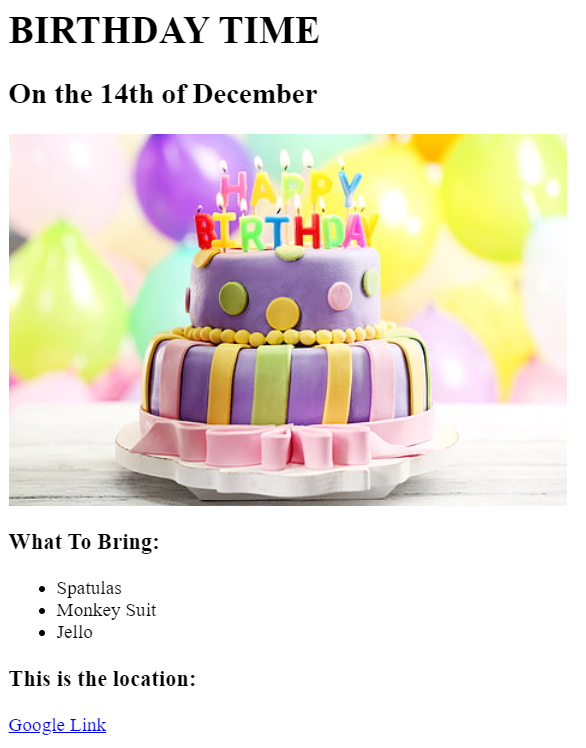 BIRTHDAY TIME
On the 14th of December
HAPPY
BIRTHDAY
What To Bring:
Spatulas
Monkey Suit
Jello
This is the location:
Google Link